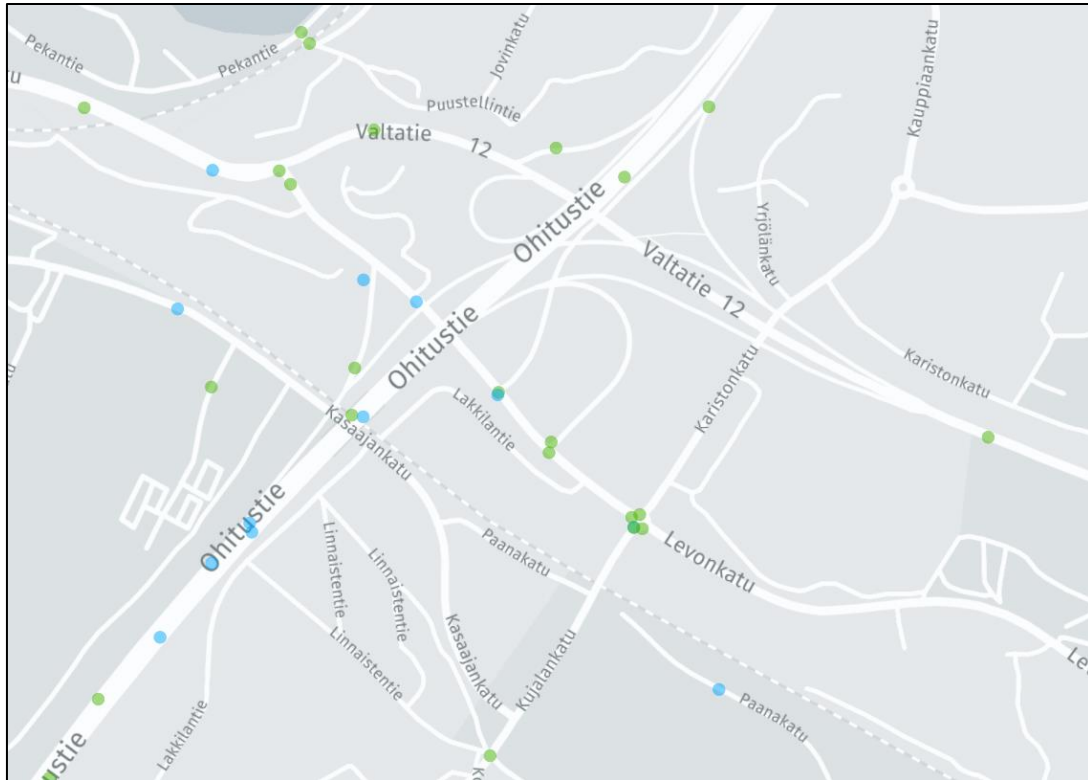 Pekantie
Pekantie
Jovinkatu
Puustellintie
Valtatie 12
Kauppiaankatu
Ohitustie
Yrjölänkatu
Valtatie 12
Ohitustie
Karistonkatu
Karistonkatu
Lakkilantie
Kasaajankatu
Ohitustie
Linnaistentie
Linnaistentie
Paanakatu
Levonkatu
Linnaistentie
Kasaajankatu
Kujalankatu
Paanakatu
Lakkilantie